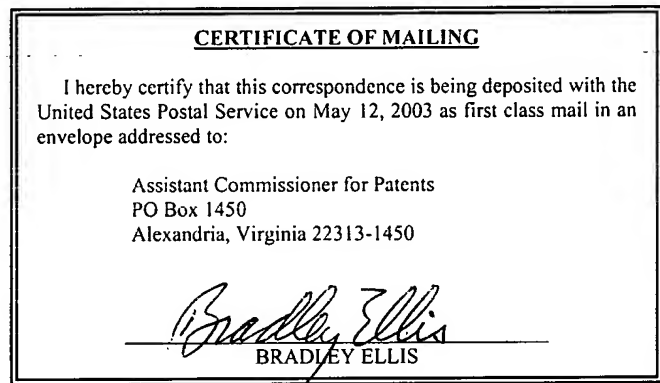 CERTIFICATE OF MAILING
I hereby certify that this correspondence is being deposited with the
United States Postal Service on May 12, 2003 as first class mail in an
envelope addressed to:
Assistant Commissioner for Patents
PO Box 1450
Alexandria, Virginia 22313-1450
Bradley Ellis
BRADLEY ELLIS